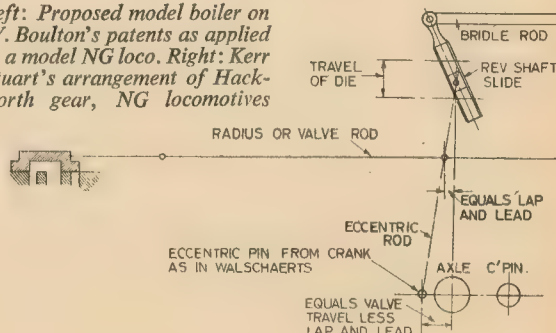 eft: Proposed model boiler on
. Boulton's patents as applied
a model NG loco. Right: Kerr
tuart's arrangement of Hack-
orth gear, NG locomotives
BRIDLE ROD
TRAVEL
OF DIE
REV SHAFT
SLIDE
RADIUS OR VALVE ROD
EQUALS LAP
AND LEAD
ECCENTRIC
ROD
ECCENTRIC PIN FROM CRANK
AS IN WALSCHAERTS
AXLE C'PIN.
EQUALS VALVE
TRAVEL LESS
LAP AND LEAD